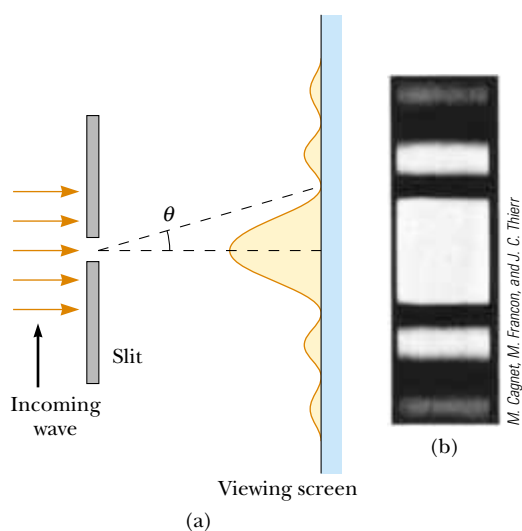 θ
Slit
Incoming
wave
Viewing screen
(a)
M. Cagnet, M. Francon, and J. C. Thierr
(b)